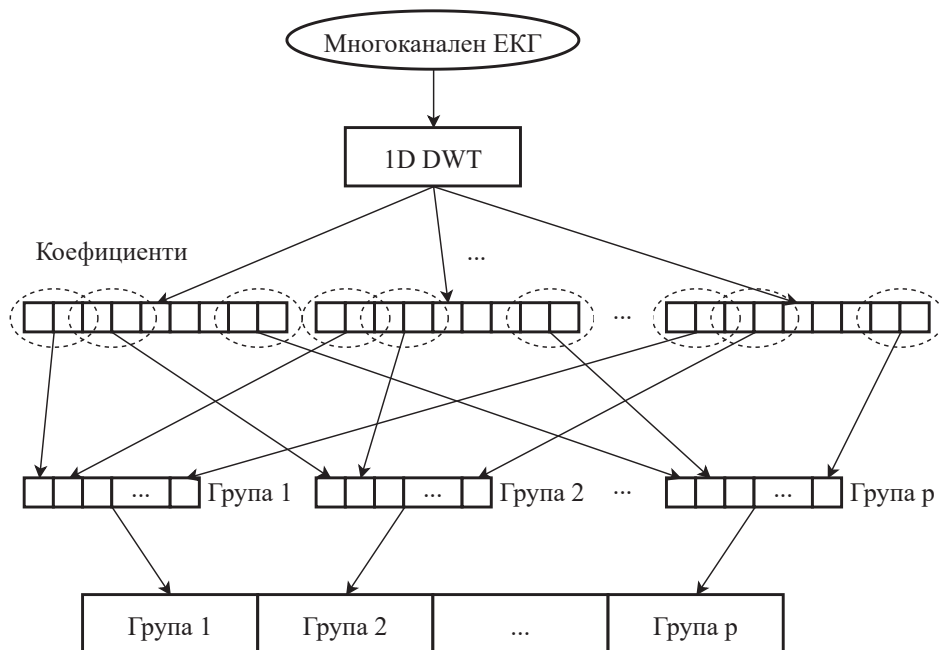 Многоканален ЕКГ
1D DWT
Коефициенти
...
...
... Група 1
... Група 2
...
... Група p
Група 1
Група 2
...
Група p